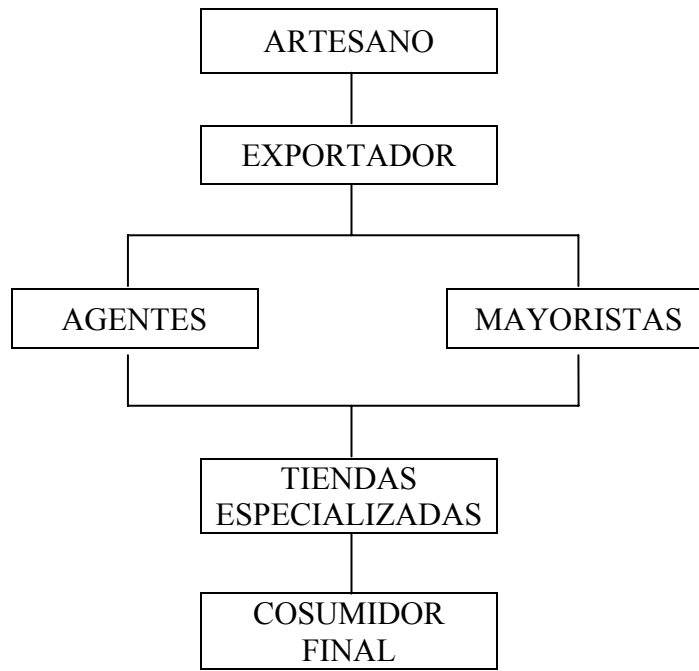 ARTESANO
EXPORTADOR
AGENTES
MAYORISTAS
TIENDAS
ESPECIALIZADAS
COSUMIDOR
FINAL